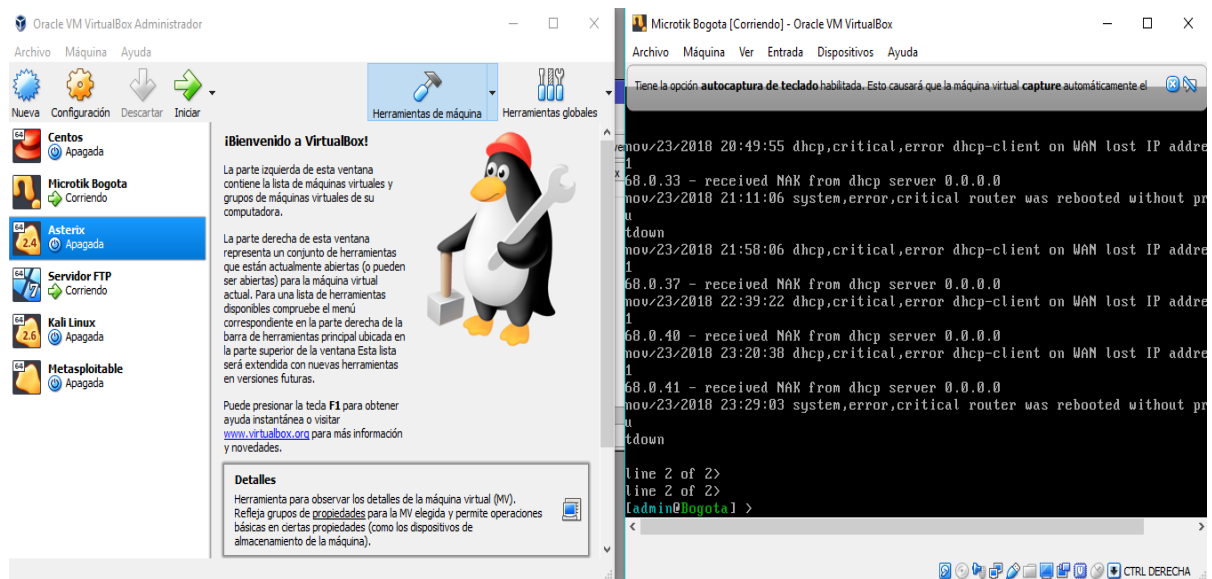 Oracle VM VirtualBox Administrador
Archivo Máquina Ayuda
Nueva Configuración Descartar Iniciar
Herramientas de máquina Herramientas globales
64 Centos
Apagada
Microtik Bogota
Corriendo
64 Asterix
2.4 Apagada
64 Servidor FTP
7 Corriendo
64 Kali Linux
2.6 Apagada
64 Metasploitable
Apagada
¡Bienvenido a VirtualBox!
La parte izquierda de esta ventana
contiene la lista de máquinas virtuales y
grupos de máquinas virtuales de su
computadora.
La parte derecha de esta ventana
representa un conjunto de herramientas
que están actualmente abiertas (o pueden
ser abiertas) para la máquina virtual
actual. Para una lista de herramientas
disponibles compruebe el menú
correspondiente en la parte derecha de la
barra de herramientas principal ubicada en
la parte superior de la ventana Esta lista
será extendida con nuevas herramientas
en versiones futuras.
Puede presionar la tecla F1 para obtener
ayuda instantánea o visitar
www.virtualbox.org para más información
y novedades.
Detalles
Herramienta para observar los detalles de la máquina virtual (MV).
Refleja grupos de propiedades para la MV elegida y permite operaciones
básicas en ciertas propiedades (como los dispositivos de
almacenamiento de la máquina).
Microtik Bogota [Corriendo] - Oracle VM VirtualBox
Archivo Máquina Ver Entrada Dispositivos Ayuda
Tiene la opción autocaptura de teclado habilitada. Esto causará que la máquina virtual capture automáticamente el
nov/23/2018 20:49:55 dhcp,critical,error dhcp-client on WAN lost IP addre
1
68.0.33 - received NAK from dhcp server 0.0.0.0
nov/23/2018 21:11:06 system,error,critical router was rebooted without pr
u
tdown
nov/23/2018 21:58:06 dhcp,critical,error dhcp-client on WAN lost IP addre
1
68.0.37 - received NAK from dhcp server 0.0.0.0
nov/23/2018 22:39:22 dhcp,critical,error dhcp-client on WAN lost IP addre
1
68.0.40 - received NAK from dhcp server 0.0.0.0
nov/23/2018 23:20:38 dhcp,critical,error dhcp-client on WAN lost IP addre
1
68.0.41 - received NAK from dhcp server 0.0.0.0
nov/23/2018 23:29:03 system,error,critical router was rebooted without pr
u
tdown
line 2 of 2>
line 2 of 2>
[admin@Bogota] >
CTRL DERECHA